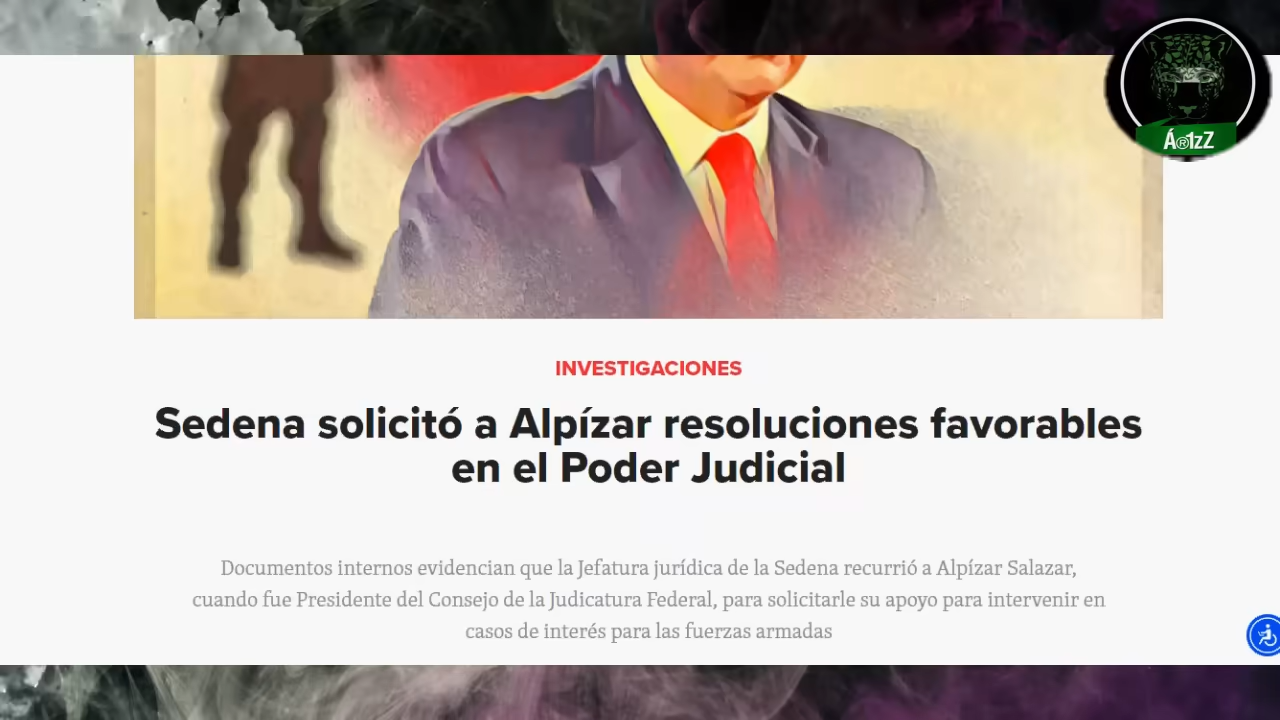 Á®1zZ
INVESTIGACIONES
Sedena solicitó a Alpízar resoluciones favorables
en el Poder Judicial
Documentos internos evidencian que la Jefatura jurídica de la Sedena recurrió a Alpízar Salazar,
cuando fue Presidente del Consejo de la Judicatura Federal, para solicitarle su apoyo para intervenir en
casos de interés para las fuerzas armadas